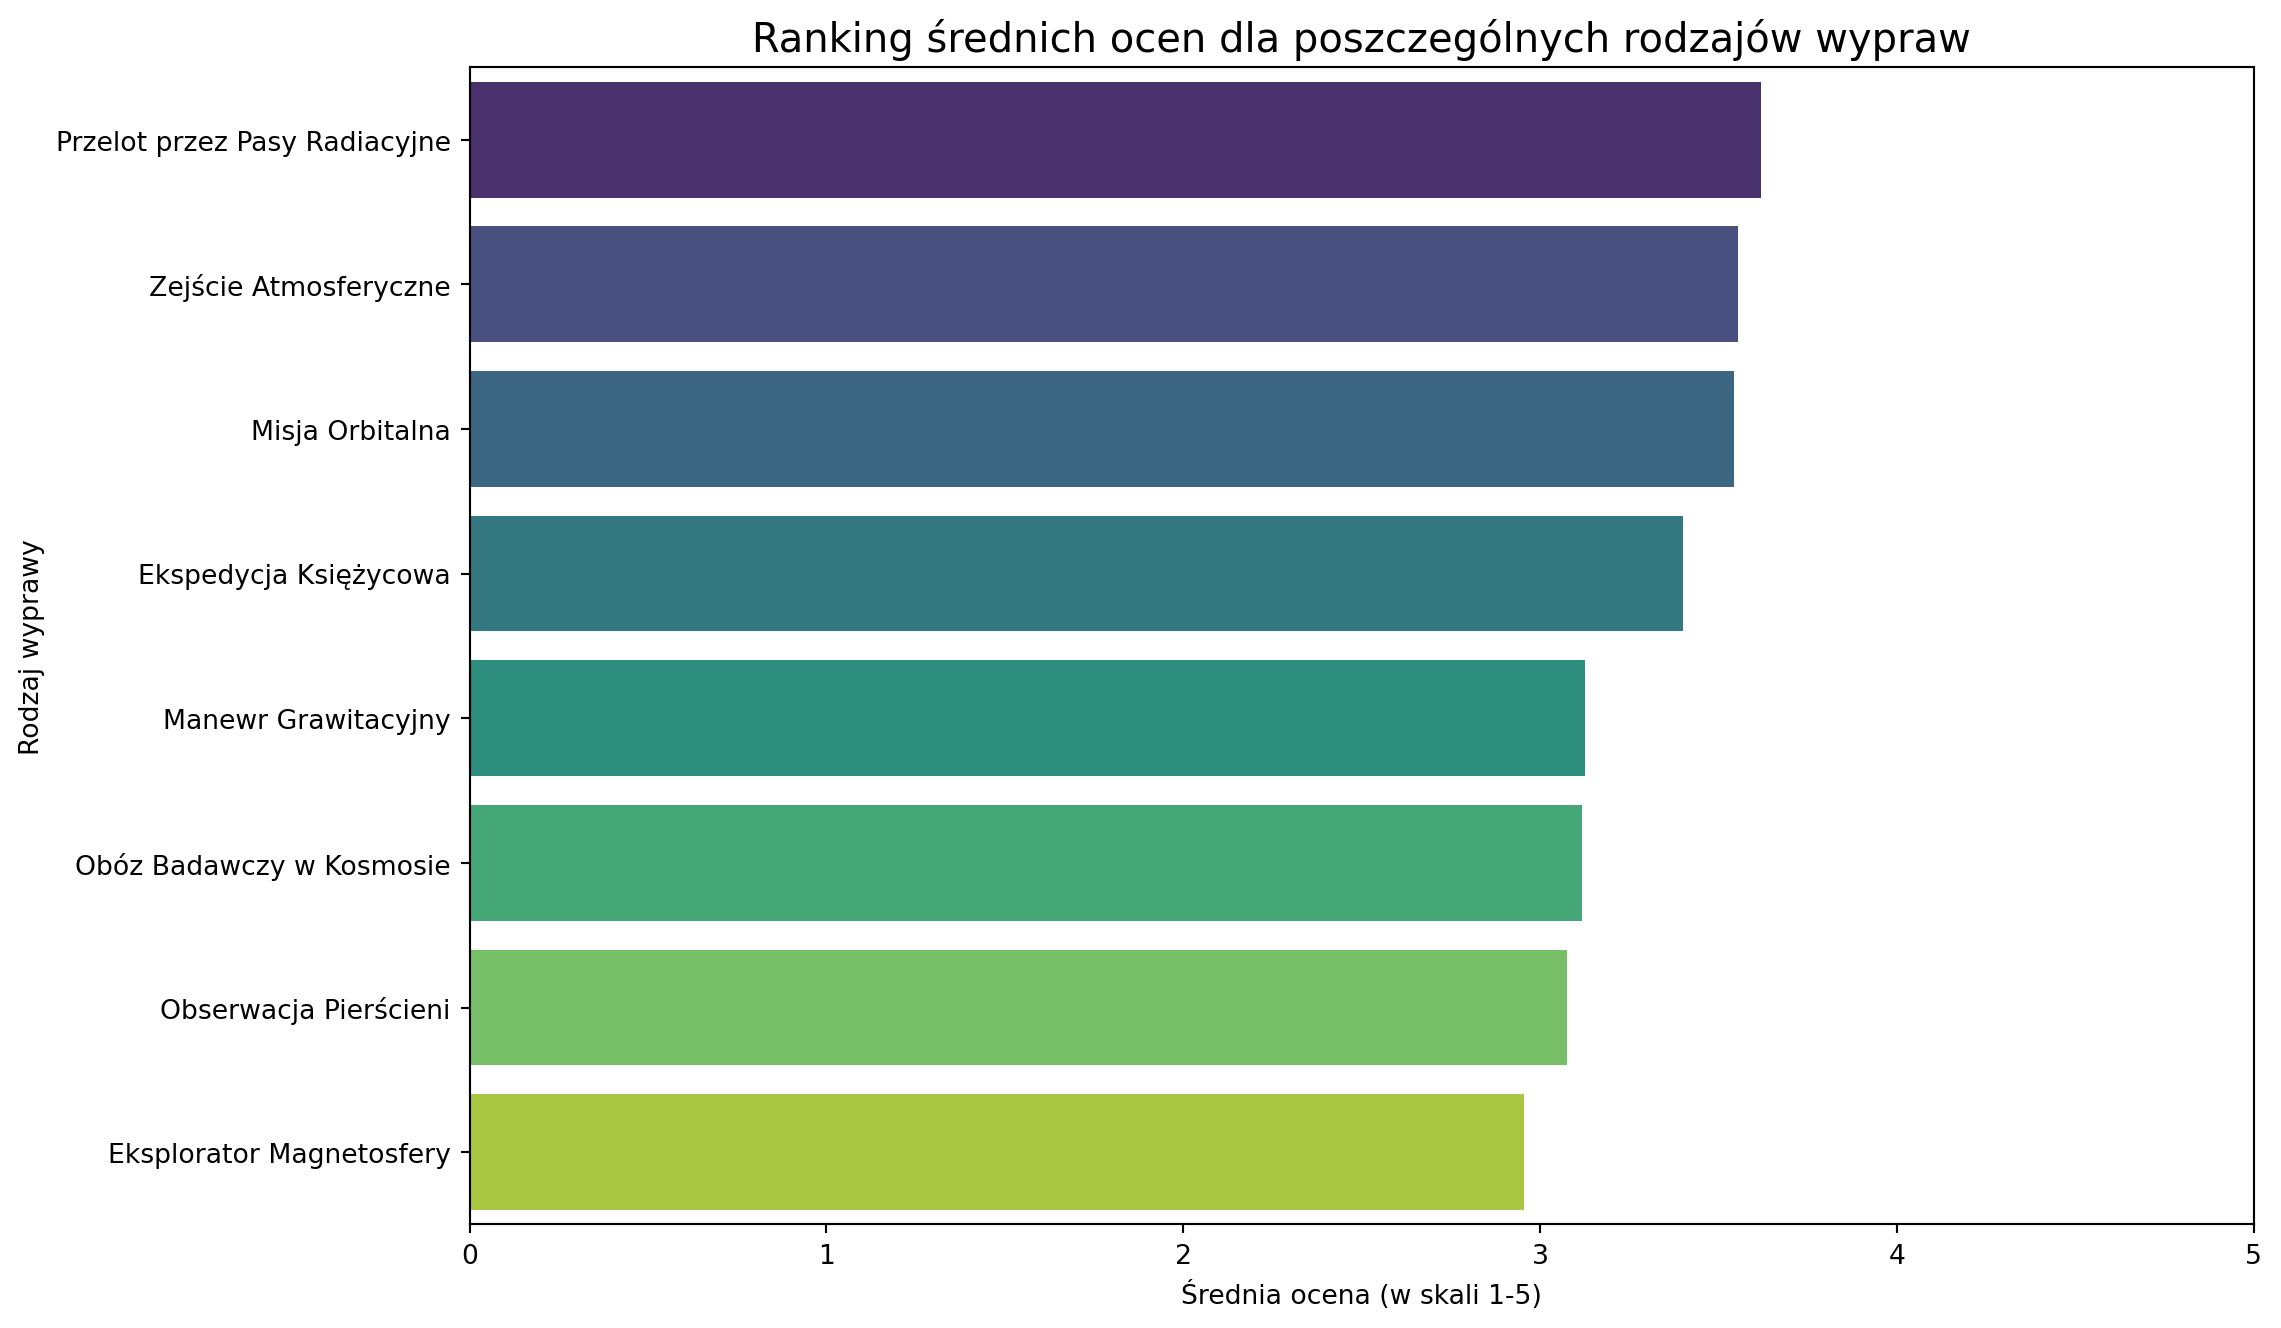 Ranking średnich ocen dla poszczególnych rodzajów wypraw
Rodzaj wyprawy
Przelot przez Pasy Radiacyjne
Zejście Atmosferyczne
Misja Orbitalna
Ekspedycja Księżycowa
Manewr Grawitacyjny
Obóz Badawczy w Kosmosie
Obserwacja Pierścieni
Eksplorator Magnetosfery
0 1 2 3 4 5
Średnia ocena (w skali 1-5)